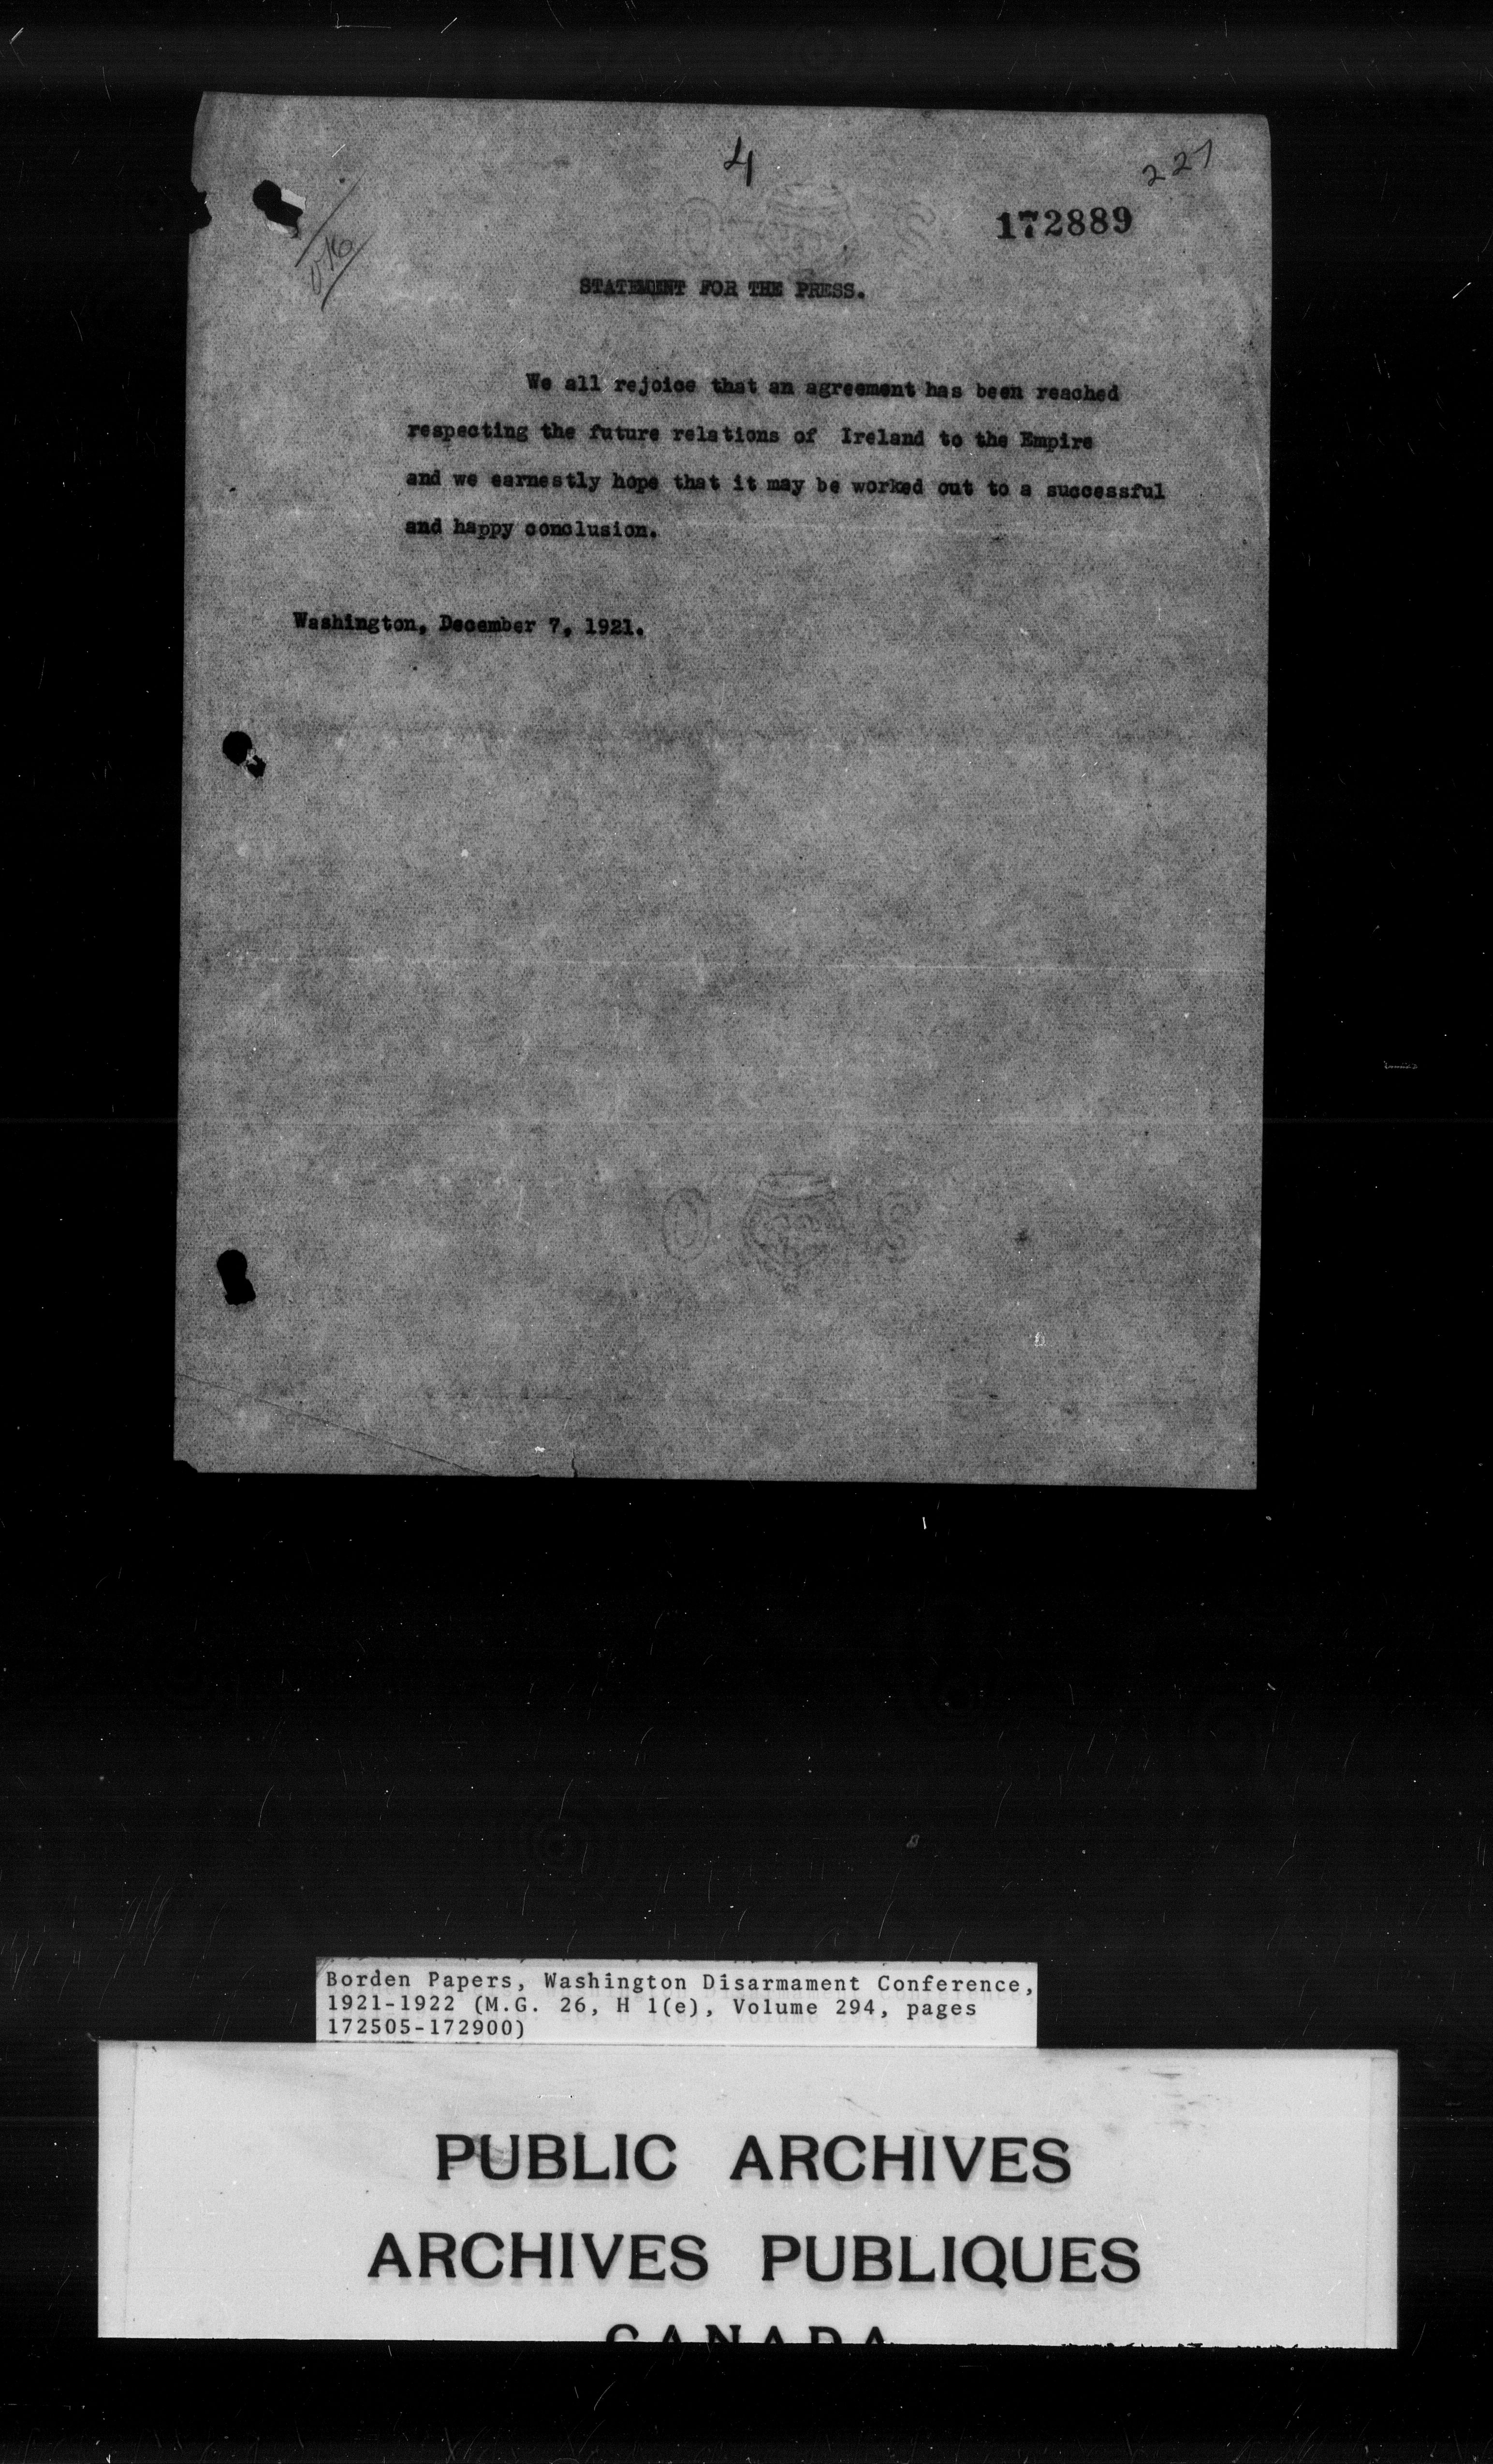 4
221
172889
STATEMENT FOR THE PRESS.
We all rejoice that an agreement has been reached
respecting the future relations of Ireland to the Empire
and we earnestly hope that it may be worked out to a successful
and happy conclusion.
Washington, December 7, 1921.
Borden Papers, Washington Disarmament Conference,
1921-1922 (M.G. 26, H 1(e), Volume 294, pages
172505-172900)
PUBLIC ARCHIVES
ARCHIVES PUBLIQUES
CANADA